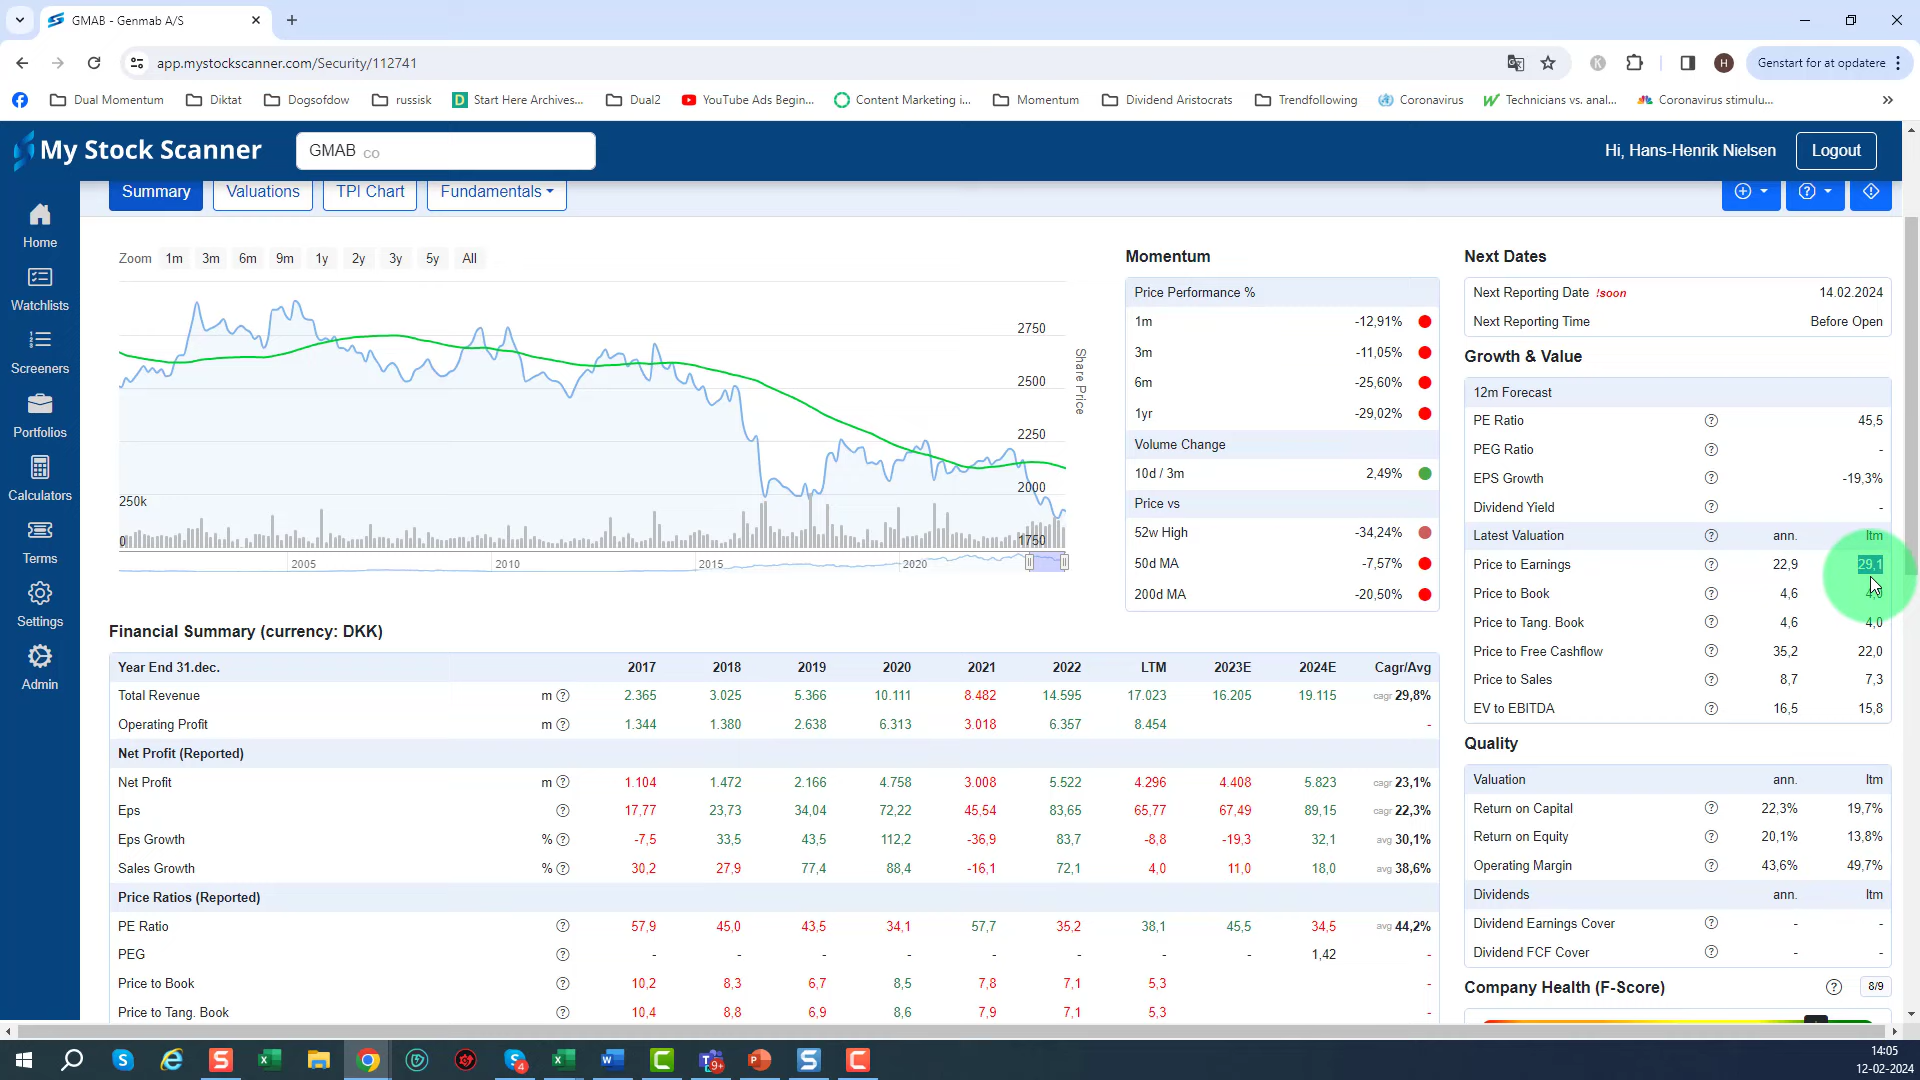 GMAB - Genmab A/S
app.mystockscanner.com/Security/112741
H
Genstart for at opdatere
Dual Momentum
Diktat
Dogsofdow
russisk
Start Here Archives...
Dual2
YouTube Ads Begin...
Content Marketing i...
Momentum
Dividend Aristocrats
Trendfollowing
Coronavirus
Technicians vs. anal...
Coronavirus stimulu...
»
My Stock Scanner
GMAB CO
Hi, Hans-Henrik Nielsen
Logout
Summary
Valuations
TPI Chart
Fundamentals
Home
Watchlists
Screeners
Portfolios
Calculators
Terms
Settings
Admin
Zoom 1m 3m 6m 9m 1y 2y 3y 5y All
2750
2500
2250
2000
1750
Share Price
250k
0
2005 2010 2015 2020
Momentum
Price Performance %
1m -12,91%
3m -11,05%
6m -25,60%
1yr -29,02%
Volume Change
10d / 3m 2,49%
Price vs
52w High -34,24%
50d MA -7,57%
200d MA -20,50%
Next Dates
Next Reporting Date !soon 14.02.2024
Next Reporting Time Before Open
Growth & Value
12m Forecast
PE Ratio ? 45,5
PEG Ratio ? -
EPS Growth ? -19,3%
Dividend Yield ? -
Latest Valuation ? ann. ltm
Price to Earnings ? 22,9 29,1
Price to Book ? 4,6
Price to Tang. Book ? 4,6 4,0
Price to Free Cashflow ? 35,2 22,0
Price to Sales ? 8,7 7,3
EV to EBITDA ? 16,5 15,8
Quality
Valuation ann. ltm
Return on Capital ? 22,3% 19,7%
Return on Equity ? 20,1% 13,8%
Operating Margin ? 43,6% 49,7%
Dividends ann. ltm
Dividend Earnings Cover ? - -
Dividend FCF Cover ? - -
Company Health (F-Score) ? 8/9
Financial Summary (currency: DKK)
Year End 31.dec. 2017 2018 2019 2020 2021 2022 LTM 2023E 2024E Cagr/Avg
Total Revenue m ? 2.365 3.025 5.366 10.111 8.482 14.595 17.023 16.205 19.115 cagr 29,8%
Operating Profit m ? 1.344 1.380 2.638 6.313 3.018 6.357 8.454 -
Net Profit (Reported)
Net Profit m ? 1.104 1.472 2.166 4.758 3.008 5.522 4.296 4.408 5.823 cagr 23,1%
Eps ? 17,77 23,73 34,04 72,22 45,54 83,65 65,77 67,49 89,15 cagr 22,3%
Eps Growth % ? -7,5 33,5 43,5 112,2 -36,9 83,7 -8,8 -19,3 32,1 avg 30,1%
Sales Growth % ? 30,2 27,9 77,4 88,4 -16,1 72,1 4,0 11,0 18,0 avg 38,6%
Price Ratios (Reported)
PE Ratio ? 57,9 45,0 43,5 34,1 57,7 35,2 38,1 45,5 34,5 avg 44,2%
PEG ? - - - - - - - - 1,42 -
Price to Book ? 10,2 8,3 6,7 8,5 7,8 7,1 5,3 -
Price to Tang. Book ? 10,4 8,8 6,9 8,6 7,9 7,1 5,3 -
4
9+
14:05
12-02-2024